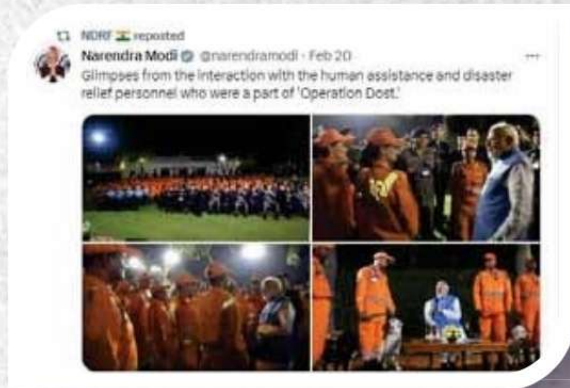 NDRF reposted
Narendra Modi @narendramodi · Feb 20
Glimpses from the interaction with the human assistance and disaster
relief personnel who were a part of 'Operation Dost.'